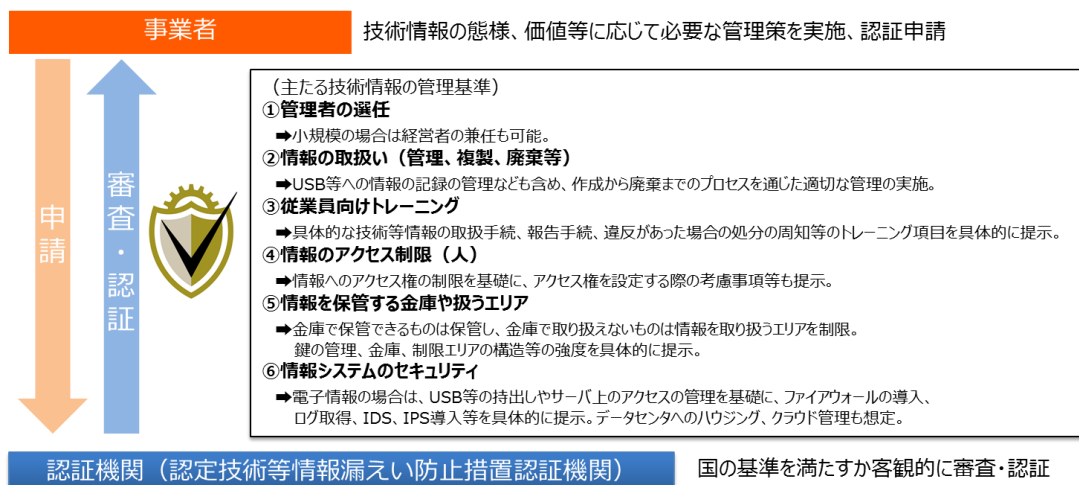 事業者
技術情報の態様、価値等に応じて必要な管理策を実施、認証申請
申請
審査・認証
（主たる技術情報の管理基準）
①管理者の選任
➡小規模の場合は経営者の兼任も可能。
②情報の取扱い（管理、複製、廃棄等）
➡USB等への情報の記録の管理なども含め、作成から廃棄までのプロセスを通じた適切な管理の実施。
③従業員向けトレーニング
➡具体的な技術等情報の取扱手続、報告手続、違反があった場合の処分の周知等のトレーニング項目を具体的に提示。
④情報のアクセス制限（人）
➡情報へのアクセス権の制限を基礎に、アクセス権を設定する際の考慮事項等も提示。
⑤情報を保管する金庫や扱うエリア
➡金庫で保管できるものは保管し、金庫で取り扱えないものは情報を取り扱うエリアを制限。
鍵の管理、金庫、制限エリアの構造等の強度を具体的に提示。
⑥情報システムのセキュリティ
➡電子情報の場合は、USB等の持出しやサーバ上のアクセスの管理を基礎に、ファイアウォールの導入、
ログ取得、IDS、IPS導入等を具体的に提示。データセンタへのハウジング、クラウド管理も想定。
認証機関（認定技術等情報漏えい防止措置認証機関）
国の基準を満たすか客観的に審査・認証